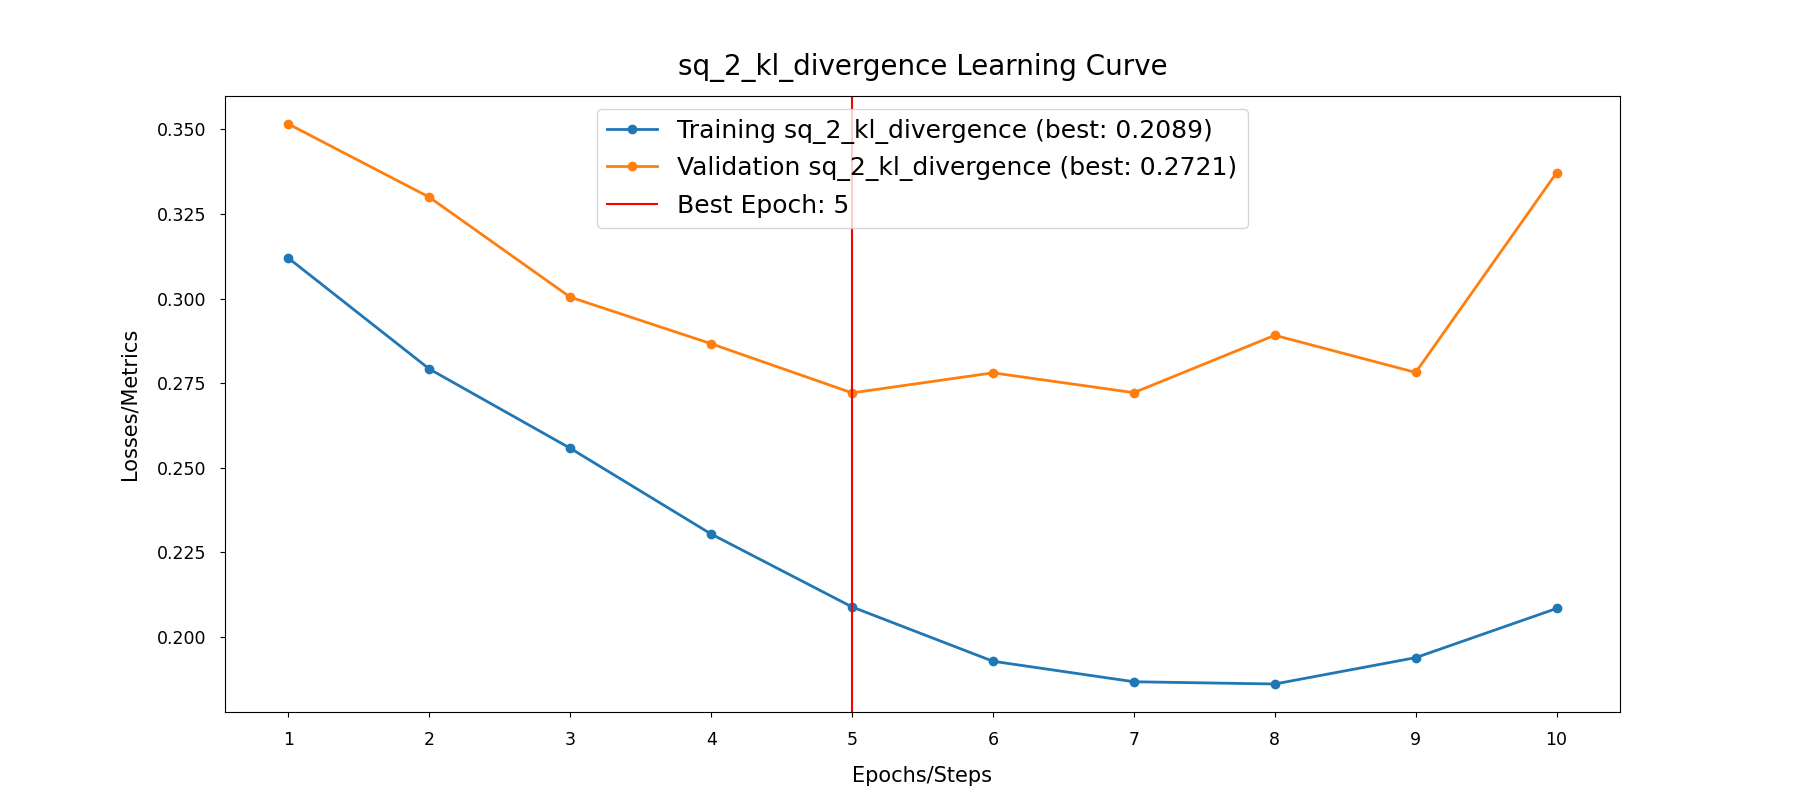 sq_2_kl_divergence Learning Curve
Training sq_2_kl_divergence (best: 0.2089)
Validation sq_2_kl_divergence (best: 0.2721)
Best Epoch: 5
Losses/Metrics
0.350
0.325
0.300
0.275
0.250
0.225
0.200
1 2 3 4 5 6 7 8 9 10
Epochs/Steps